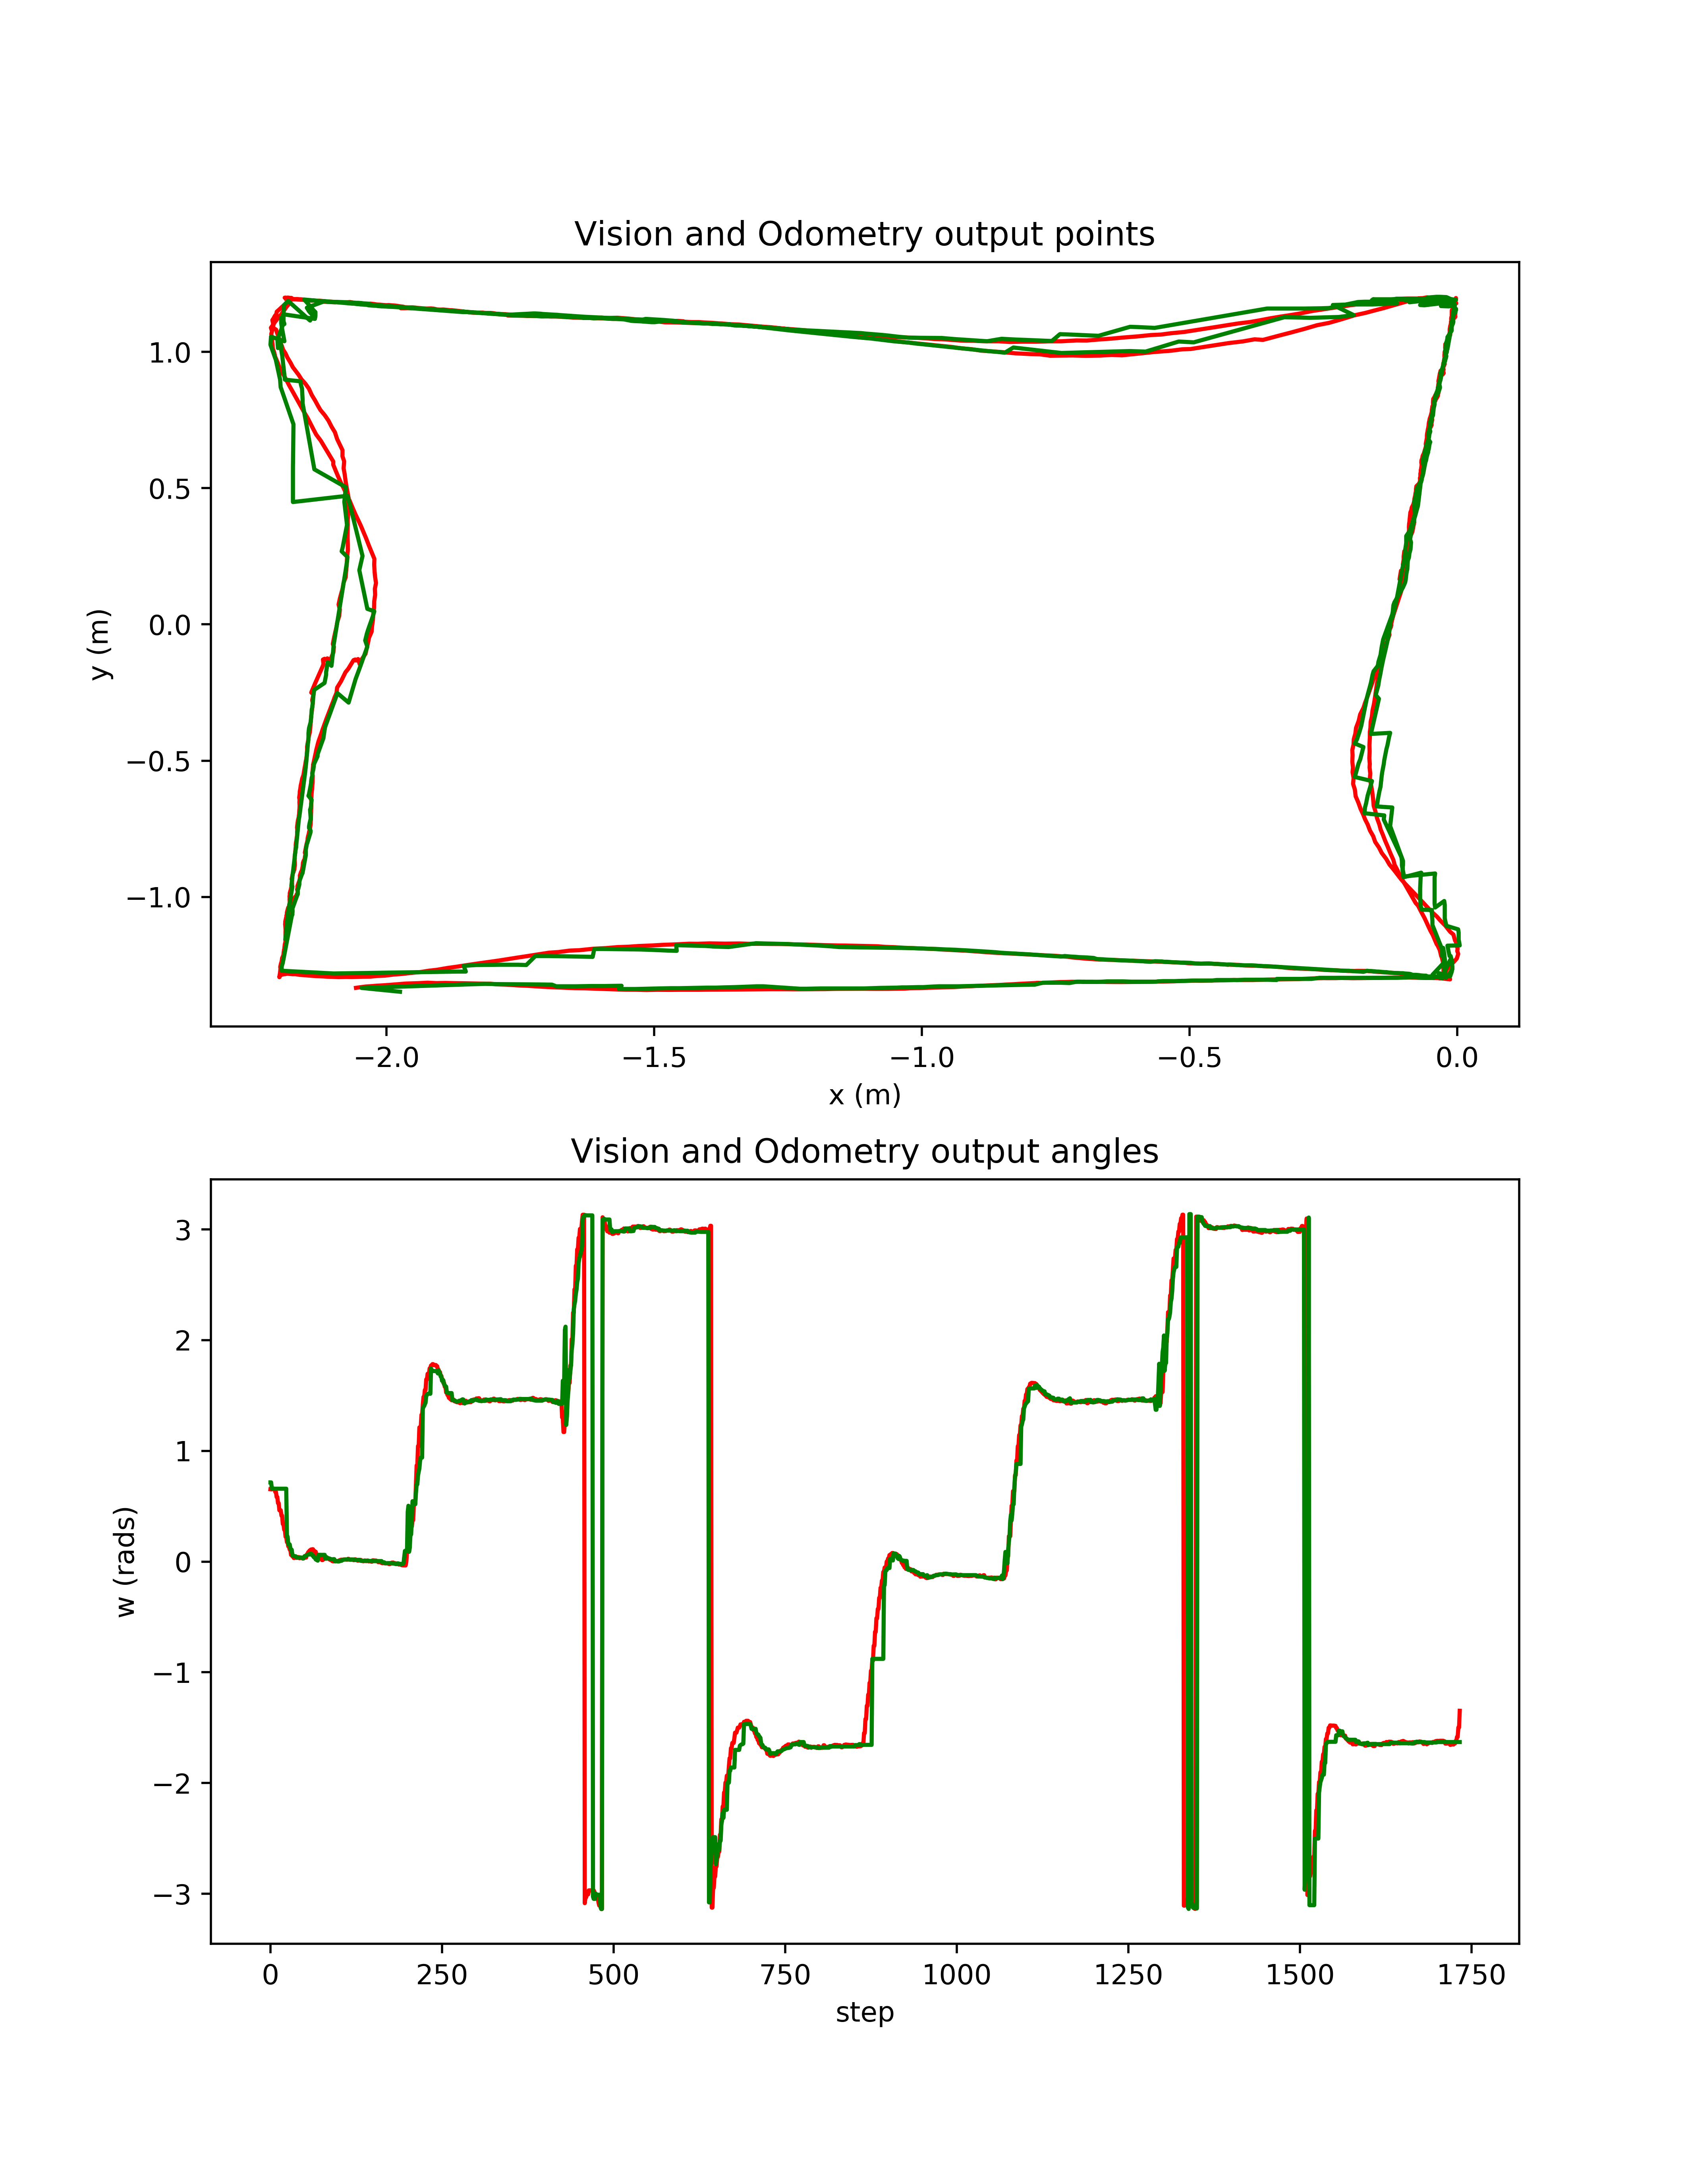 Vision and Odometry output points
1.0
0.5
0.0
−0.5
−1.0
y (m)
−2.0 −1.5 −1.0 −0.5 0.0
x (m)
Vision and Odometry output angles
3
2
1
0
−1
−2
−3
w (rads)
0 250 500 750 1000 1250 1500 1750
step